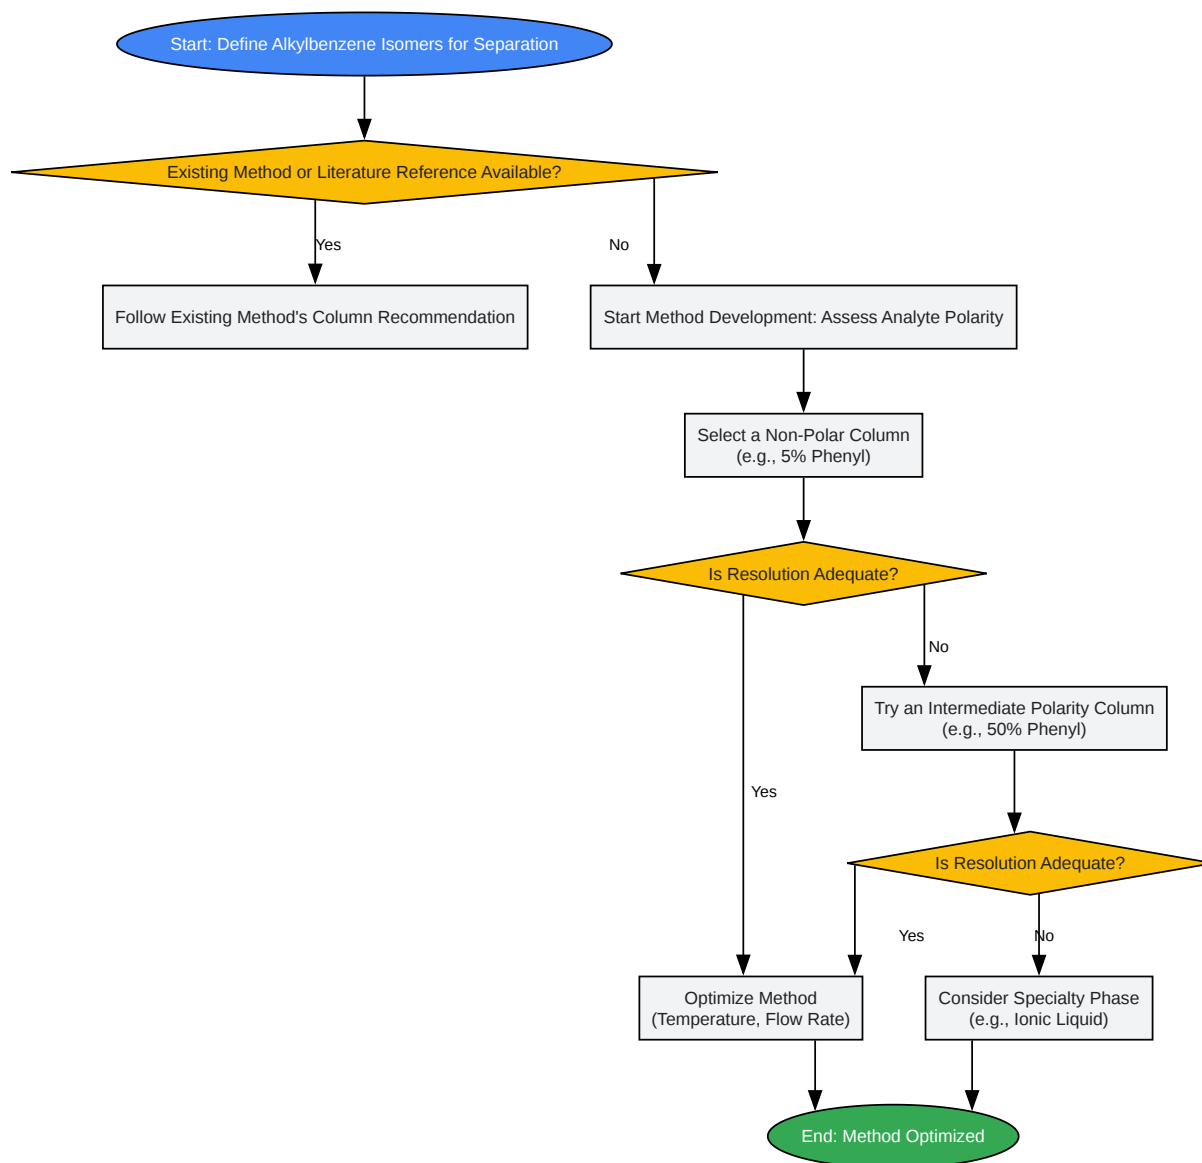 Start: Define Alkylbenzene Isomers for Separation
Existing Method or Literature Reference Available?
Yes
No
Follow Existing Method's Column Recommendation
Start Method Development: Assess Analyte Polarity
Select a Non-Polar Column
(e.g., 5% Phenyl)
Is Resolution Adequate?
No
Try an Intermediate Polarity Column
(e.g., 50% Phenyl)
Yes
Is Resolution Adequate?
Yes
No
Optimize Method
(Temperature, Flow Rate)
Consider Specialty Phase
(e.g., Ionic Liquid)
End: Method Optimized